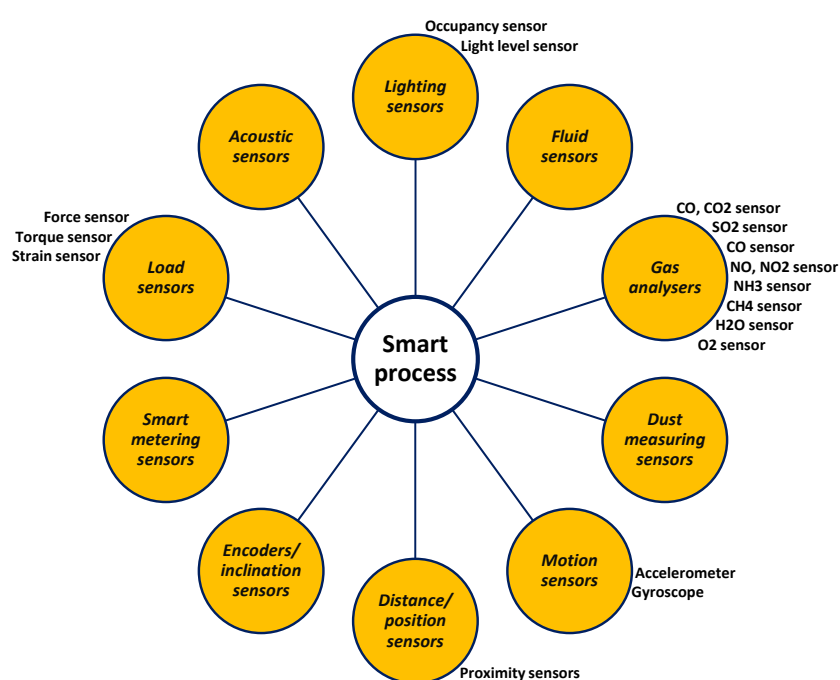 Occupancy sensor
Light level sensor
Lighting
sensors
Acoustic
sensors
Fluid
sensors
Force sensor
Torque sensor
Strain sensor
Load
sensors
CO, CO2 sensor
SO2 sensor
CO sensor
NO, NO2 sensor
NH3 sensor
CH4 sensor
H2O sensor
O2 sensor
Gas
analysers
Smart
process
Smart
metering
sensors
Dust
measuring
sensors
Encoders/
inclination
sensors
Motion
sensors
Accelerometer
Gyroscope
Distance/
position
sensors
Proximity sensors